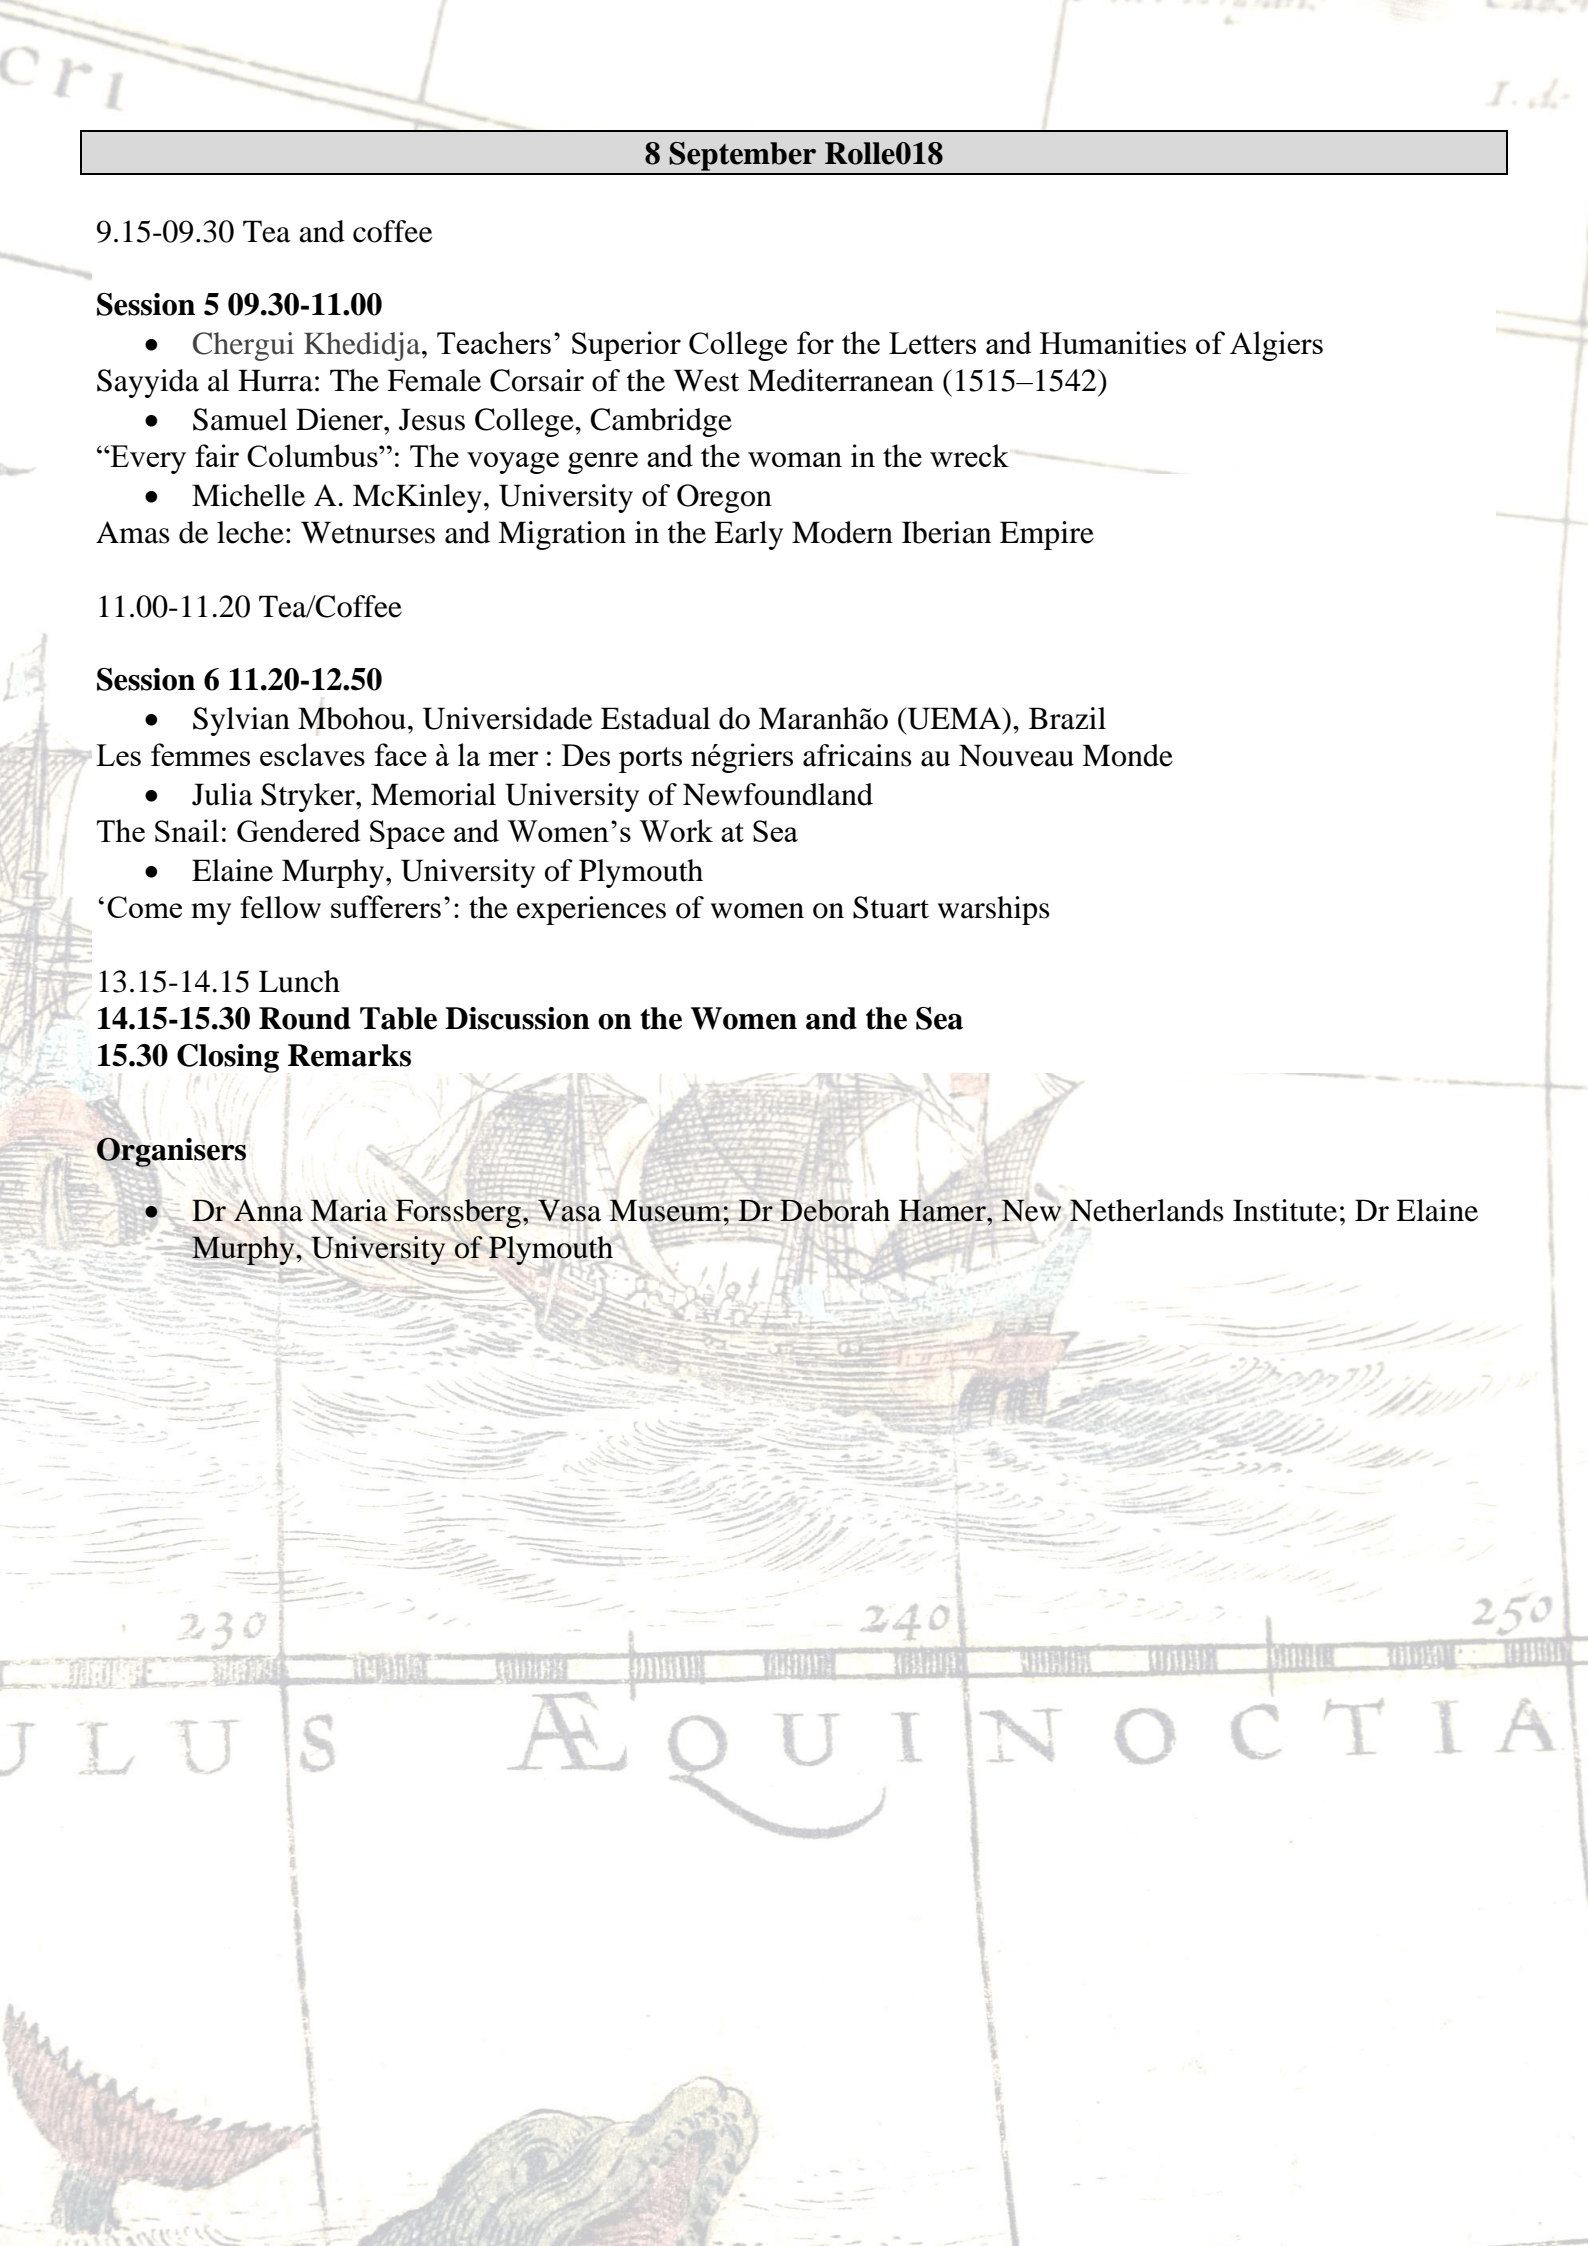 cri
I. de
8 September Rolle018
9.15-09.30 Tea and coffee
Session 5 09.30-11.00
• Chergui Khedidja, Teachers’ Superior College for the Letters and Humanities of Algiers
Sayyida al Hurra: The Female Corsair of the West Mediterranean (1515–1542)
• Samuel Diener, Jesus College, Cambridge
“Every fair Columbus”: The voyage genre and the woman in the wreck
• Michelle A. McKinley, University of Oregon
Amas de leche: Wetnurses and Migration in the Early Modern Iberian Empire
11.00-11.20 Tea/Coffee
Session 6 11.20-12.50
• Sylvian Mbohou, Universidade Estadual do Maranhão (UEMA), Brazil
Les femmes esclaves face à la mer : Des ports négriers africains au Nouveau Monde
• Julia Stryker, Memorial University of Newfoundland
The Snail: Gendered Space and Women’s Work at Sea
• Elaine Murphy, University of Plymouth
‘Come my fellow sufferers’: the experiences of women on Stuart warships
13.15-14.15 Lunch
14.15-15.30 Round Table Discussion on the Women and the Sea
15.30 Closing Remarks
Organisers
• Dr Anna Maria Forssberg, Vasa Museum; Dr Deborah Hamer, New Netherlands Institute; Dr Elaine
Murphy, University of Plymouth
230 240 250
ULUS ÆQUINOCTIA